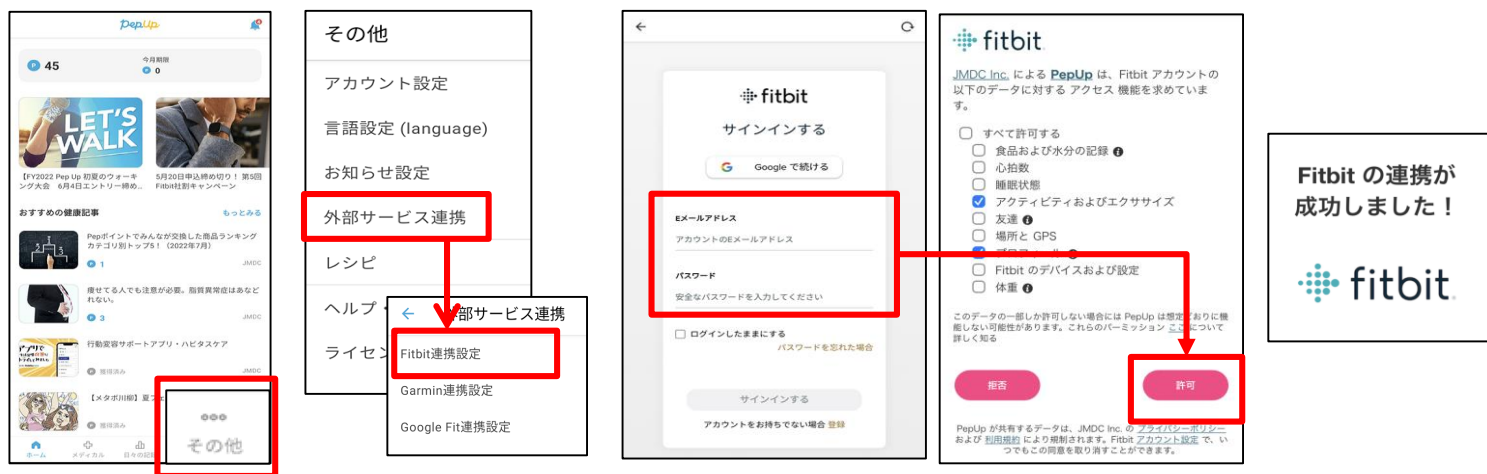 PepUp
P 45
今月期限
P 0
LET'S
WALK
【FY2022 Pep Up 初夏のウォーキ
ング大会 6月4日エントリー締め…
5月20日申込締め切り! 第5回
Fitbit社割キャンペーン
おすすめの健康記事
もっとみる
Pepポイントでみんなが交換した商品ランキング
カテゴリ別トップ5!(2022年7月)
P 1
JMDC
痩せてる人でも注意が必要。脂質異常症はあなど
れない。
P 3
JMDC
行動変容サポートアプリ・ハビタスケア
P 獲得済み
JMDC
【メタボ川柳】夏
P 獲得済み
ホーム
メディカル
日々の記録
その他
その他
アカウント設定
言語設定 (language)
お知らせ設定
外部サービス連携
レシピ
ヘルプ・
ライセン
← 外部サービス連携
Fitbit連携設定
Garmin連携設定
Google Fit連携設定
fitbit
サインインする
Google で続ける
Eメールアドレス
アカウントのEメールアドレス
パスワード
安全なパスワードを入力してください
ログインしたままにする
パスワードを忘れた場合
サインインする
アカウントをお持ちでない場合 登録
fitbit
JMDC Inc. による PepUp は、Fitbit アカウントの
以下のデータに対する アクセス 機能を求めていま
す。
すべて許可する
食品および水分の記録
心拍数
睡眠状態
アクティビティおよびエクササイズ
友達
場所と GPS
プロフィール
Fitbit のデバイスおよび設定
体重
このデータの一部しか許可しない場合には PepUp は想定どおりに機
能しない可能性があります。これらのパーミッション ここ について
詳しく知る
拒否
許可
PepUp が共有するデータは、JMDC Inc. の プライバシーポリシー
および 利用規約 により規制されます。Fitbit アカウント設定 で、い
つでもこの同意を取り消すことができます。
Fitbit の連携が
成功しました!
fitbit